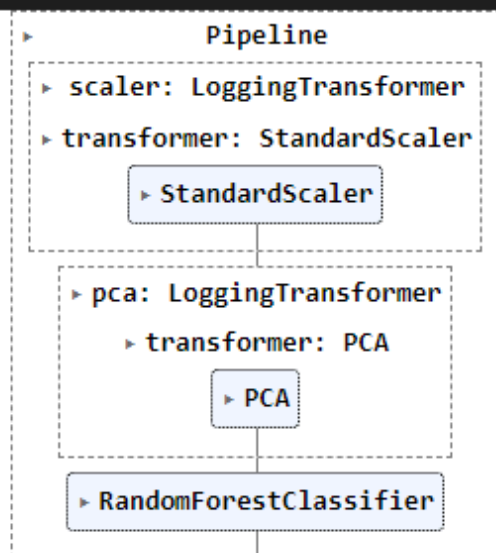 Pipeline
scaler: LoggingTransformer
transformer: StandardScaler
StandardScaler
pca: LoggingTransformer
transformer: PCA
PCA
RandomForestClassifier